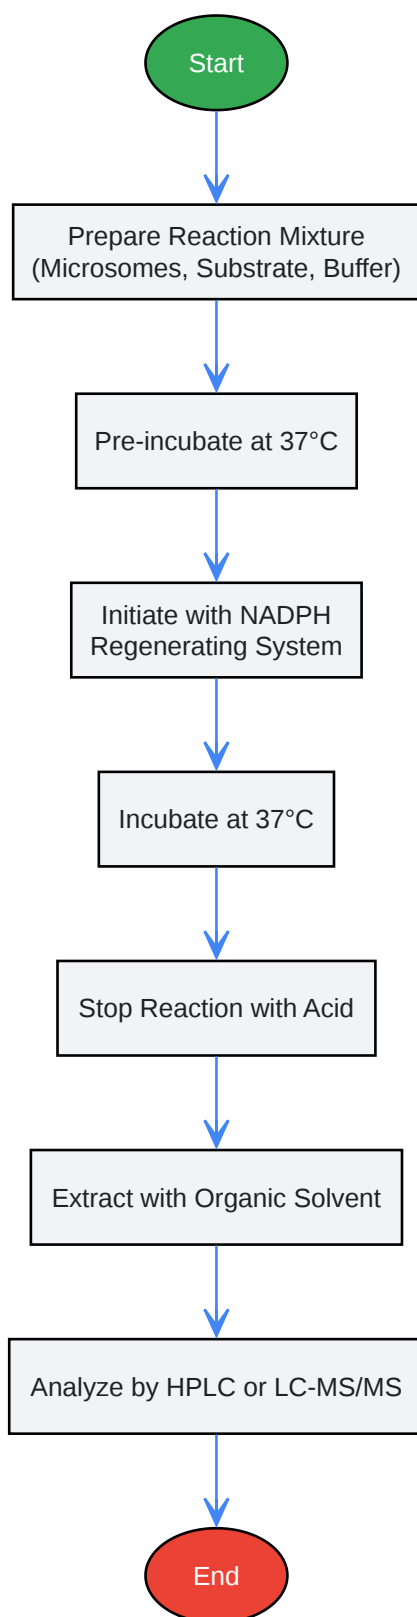 Start
Prepare Reaction Mixture
(Microsomes, Substrate, Buffer)
Pre-incubate at 37°C
Initiate with NADPH
Regenerating System
Incubate at 37°C
Stop Reaction with Acid
Extract with Organic Solvent
Analyze by HPLC or LC-MS/MS
End